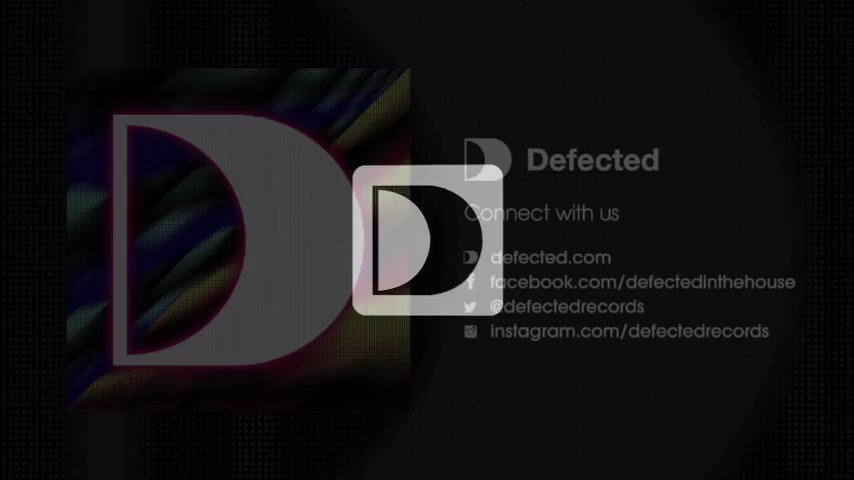 Defected
Connect with us
defected.com
facebook.com/defectedinthehouse
@defectedrecords
instagram.com/defectedrecords